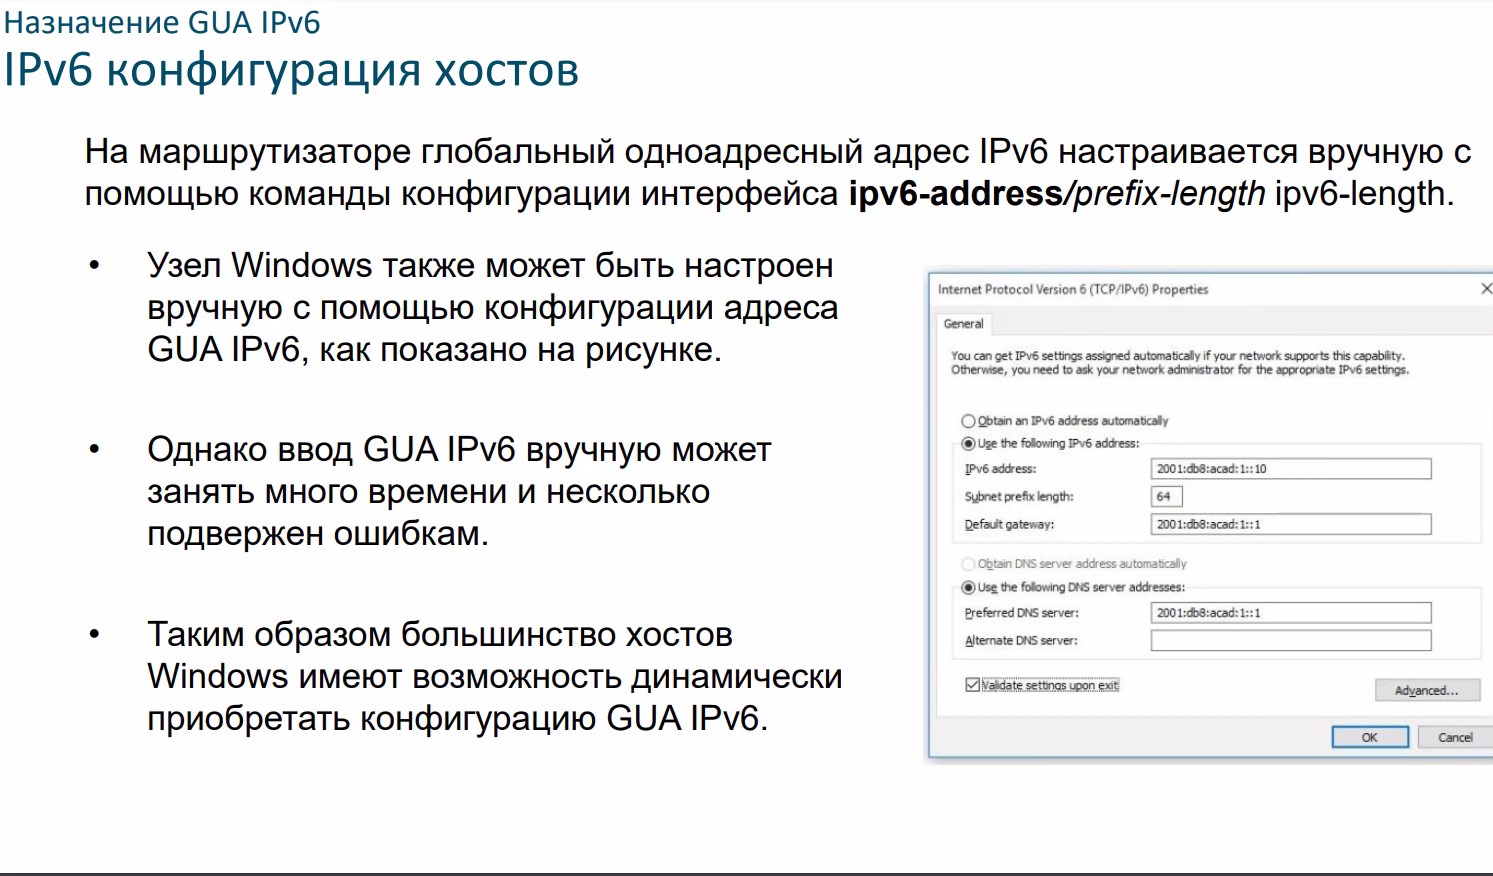 Назначение GUA IPv6
IPv6 конфигурация хостов
На маршрутизаторе глобальный одноадресный адрес IPv6 настраивается вручную с
помощью команды конфигурации интерфейса ipv6-address/prefix-length ipv6-length.
• Узел Windows также может быть настроен
вручную с помощью конфигурации адреса
GUA IPv6, как показано на рисунке.
• Однако ввод GUA IPv6 вручную может
занять много времени и несколько
подвержен ошибкам.
• Таким образом большинство хостов
Windows имеют возможность динамически
приобретать конфигурацию GUA IPv6.
Internet Protocol Version 6 (TCP/IPv6) Properties
General
You can get IPv6 settings assigned automatically if your network supports this capability.
Otherwise, you need to ask your network administrator for the appropriate IPv6 settings.
Obtain an IPv6 address automatically
Use the following IPv6 address:
IPv6 address: 2001:db8:acad:1::10
Subnet prefix length: 64
Default gateway: 2001:db8:acad:1::1
Obtain DNS server address automatically
Use the following DNS server addresses:
Preferred DNS server: 2001:db8:acad:1::1
Alternate DNS server:
Validate settings upon exit
Advanced...
OK Cancel